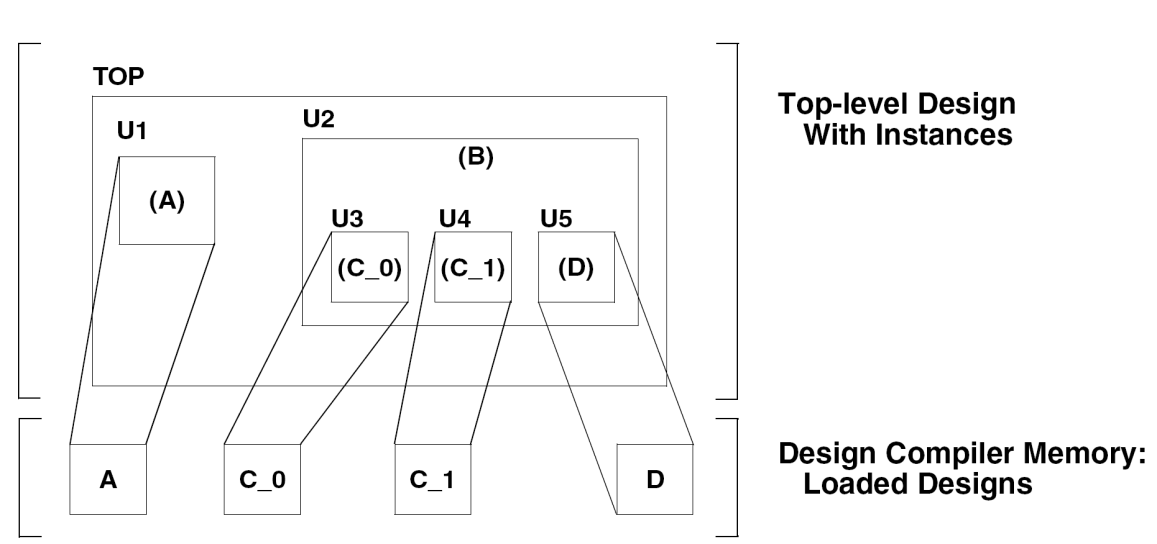 TOP
U1
U2
(B)
(A)
U3
U4
U5
(C_0)
(C_1)
(D)
A
C_0
C_1
D
Top-level Design
With Instances
Design Compiler Memory:
Loaded Designs